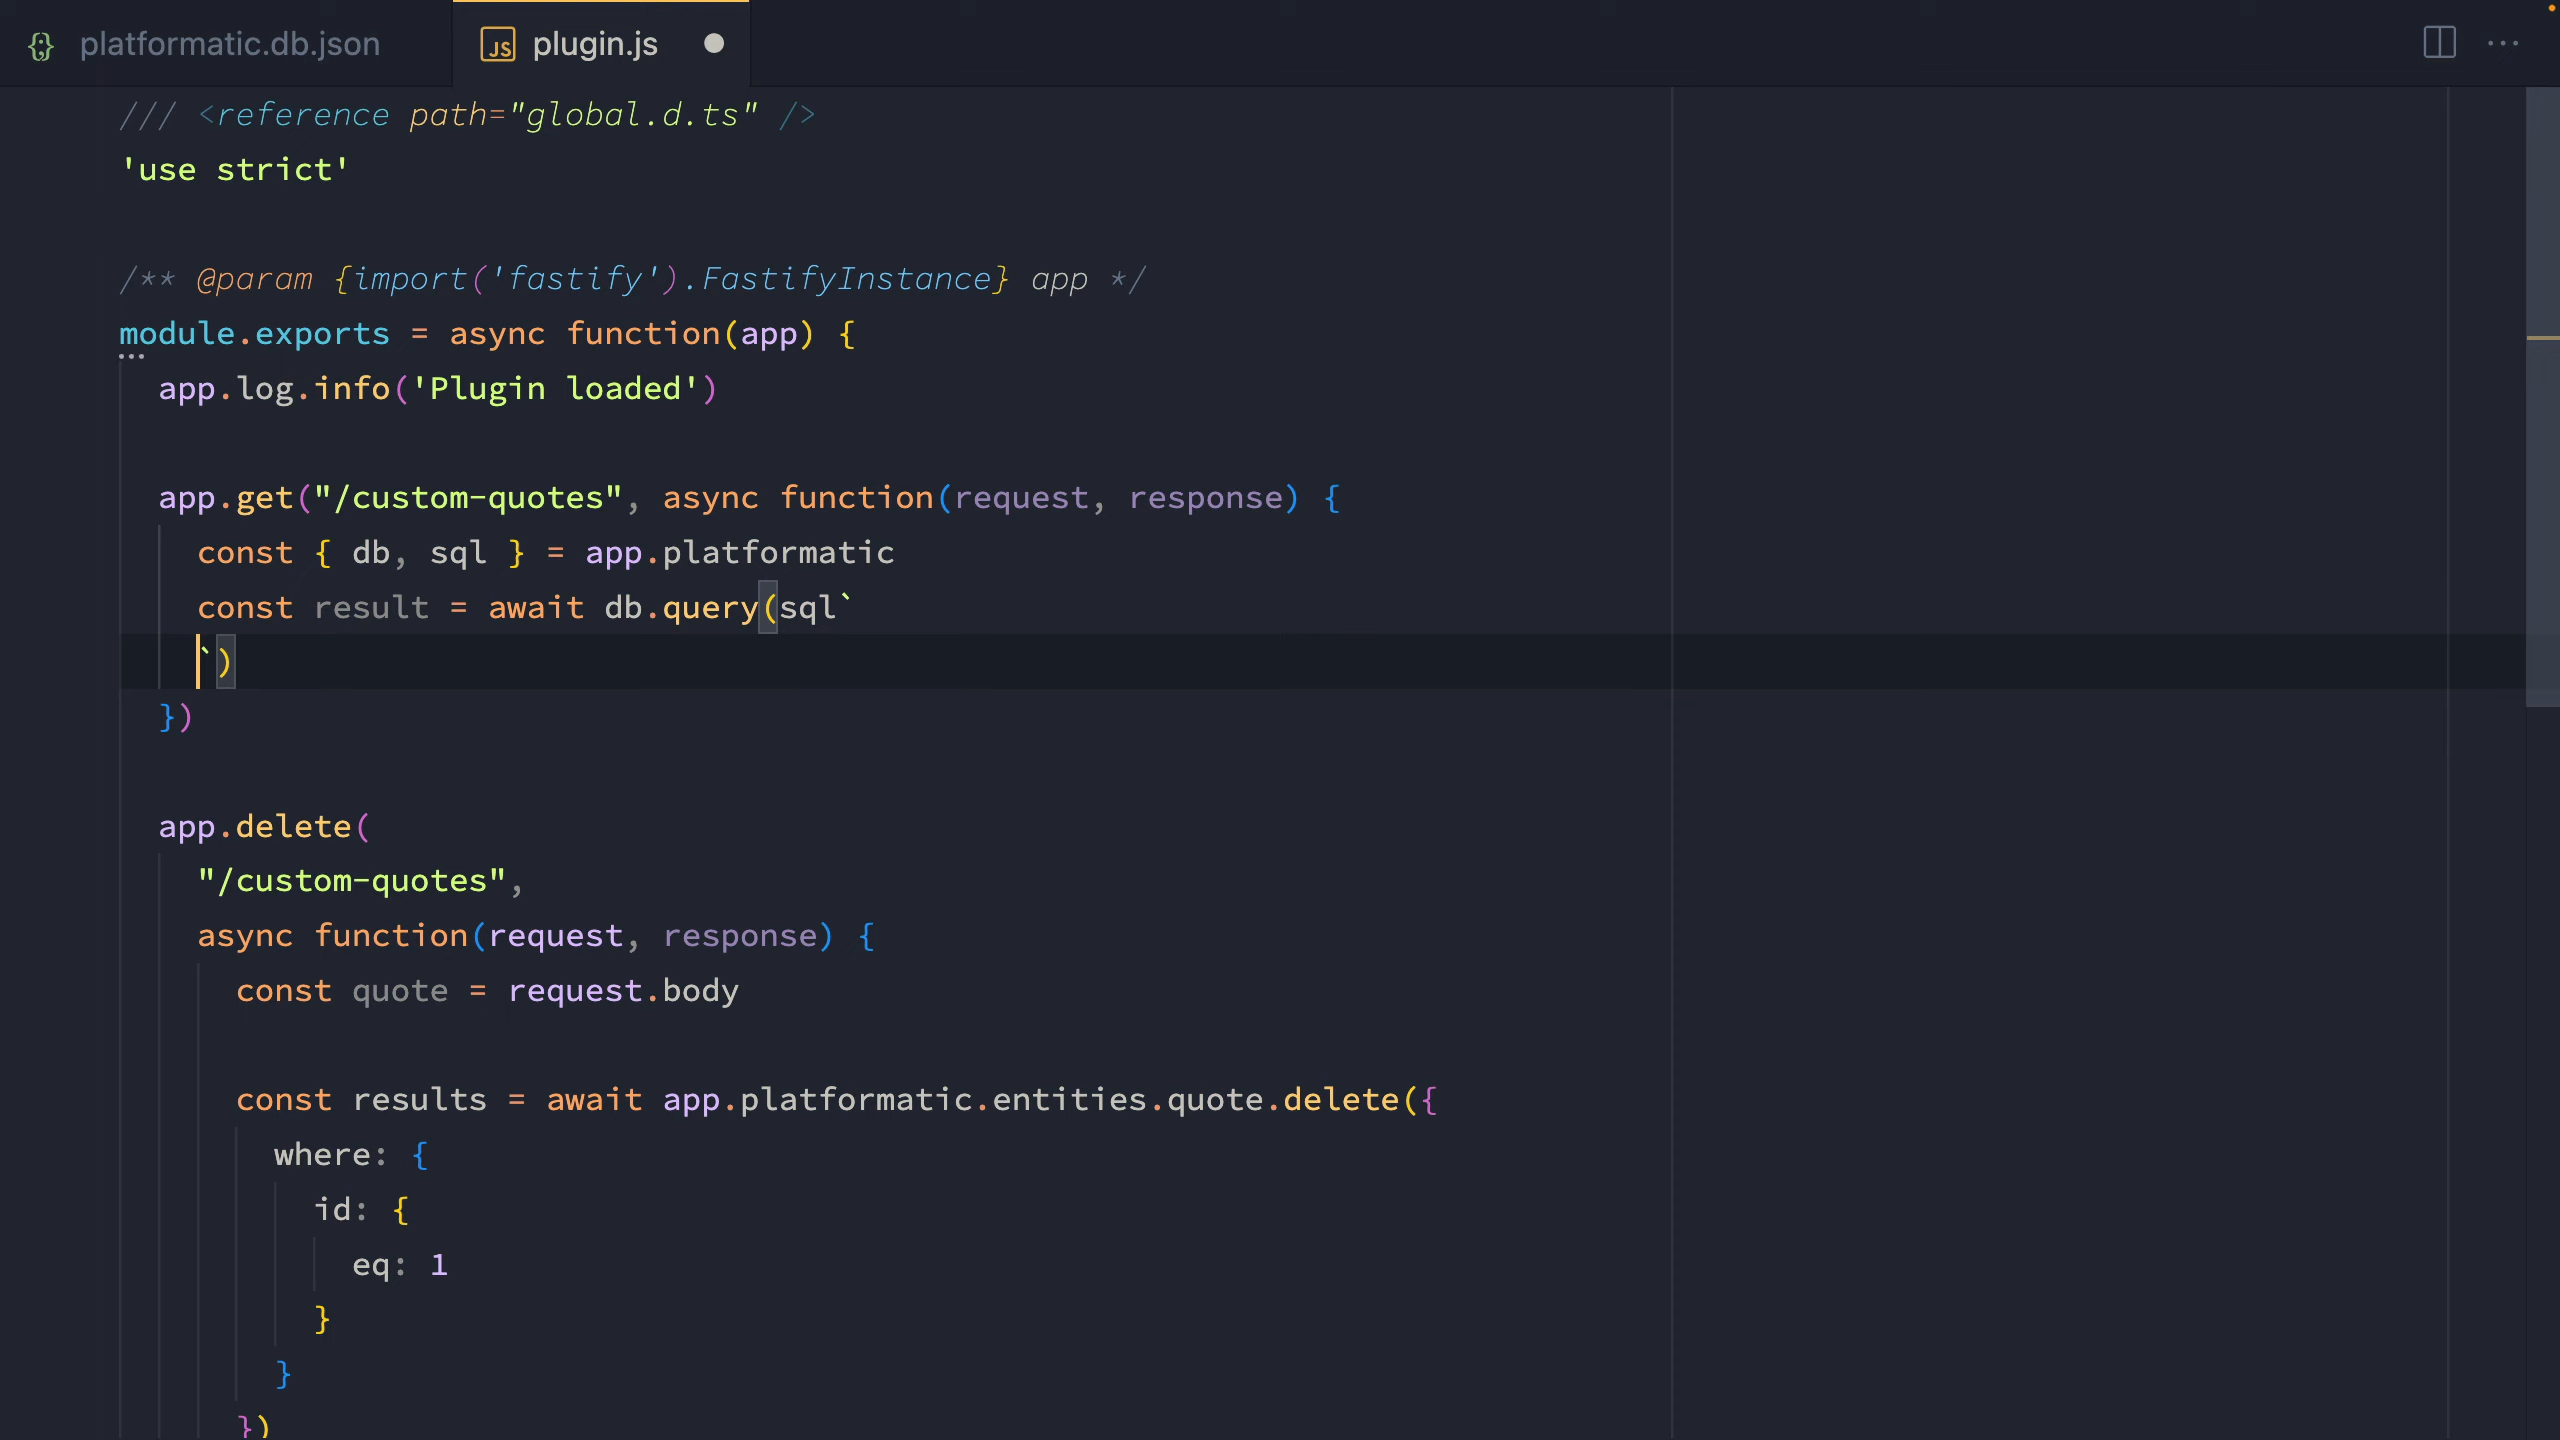 platformatic.db.json
JS plugin.js
/// <reference path="global.d.ts" />
'use strict'
/** @param {import('fastify').FastifyInstance} app */
module.exports = async function(app) {
app.log.info('Plugin loaded')
app.get("/custom-quotes", async function(request, response) {
const { db, sql } = app.platformatic
const result = await db.query(sql`
`)
})
app.delete(
"/custom-quotes",
async function(request, response) {
const quote = request.body
const results = await app.platformatic.entities.quote.delete({
where: {
id: {
eq: 1
}
}
})